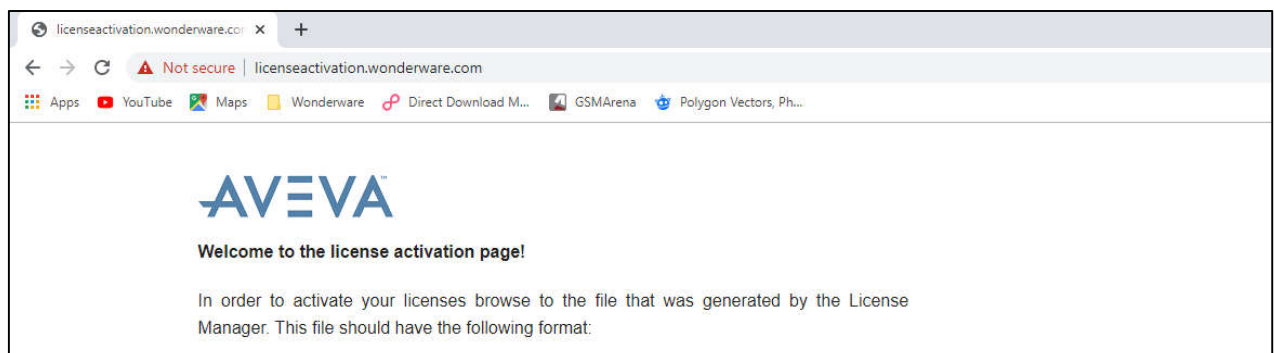 licenseactivation.wonderware.con
Not secure | licenseactivation.wonderware.com
Apps YouTube Maps Wonderware Direct Download M... GSMArena Polygon Vectors, Ph...
AVEVA™
Welcome to the license activation page!
In order to activate your licenses browse to the file that was generated by the License
Manager. This file should have the following format: